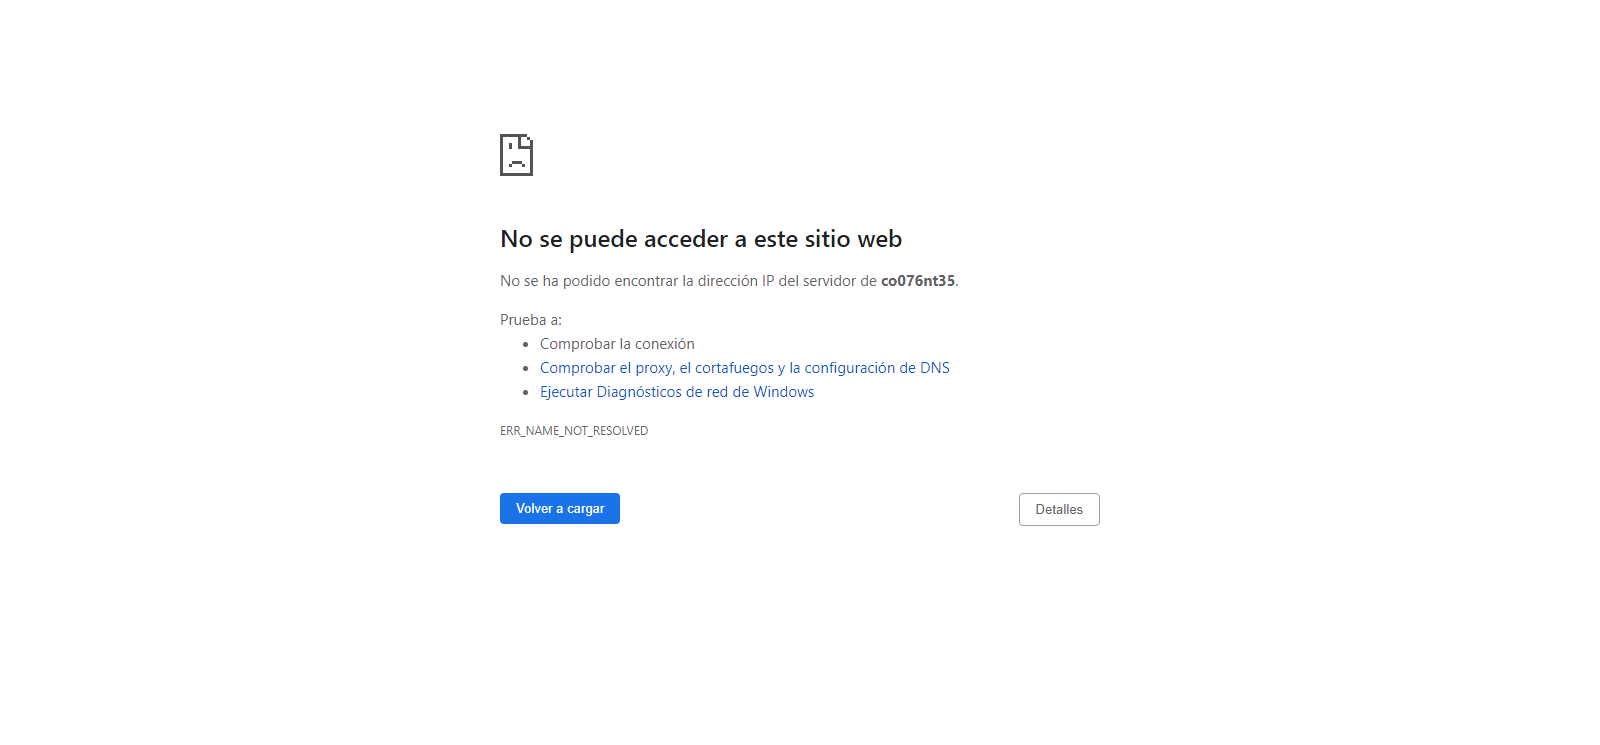 No se puede acceder a este sitio web
No se ha podido encontrar la dirección IP del servidor de co076nt35.
Prueba a:
Comprobar la conexión
Comprobar el proxy, el cortafuegos y la configuración de DNS
Ejecutar Diagnósticos de red de Windows
ERR_NAME_NOT_RESOLVED
Volver a cargar
Detalles